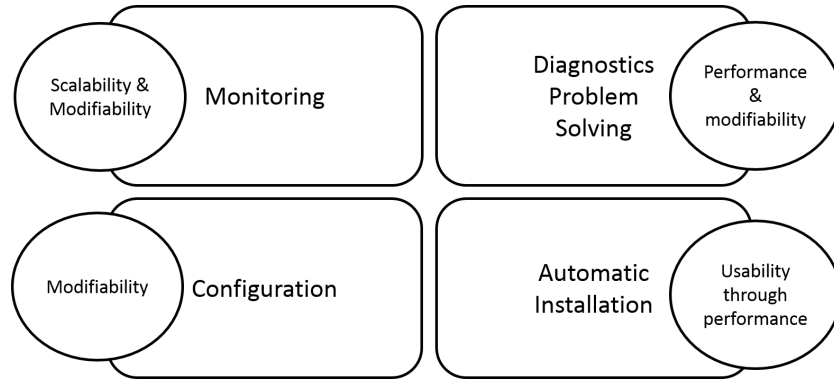 Scalability &
Modifiability
Monitoring
Diagnostics
Problem
Solving
Performance
&
modifiability
Modifiability
Configuration
Automatic
Installation
Usability
through
performance